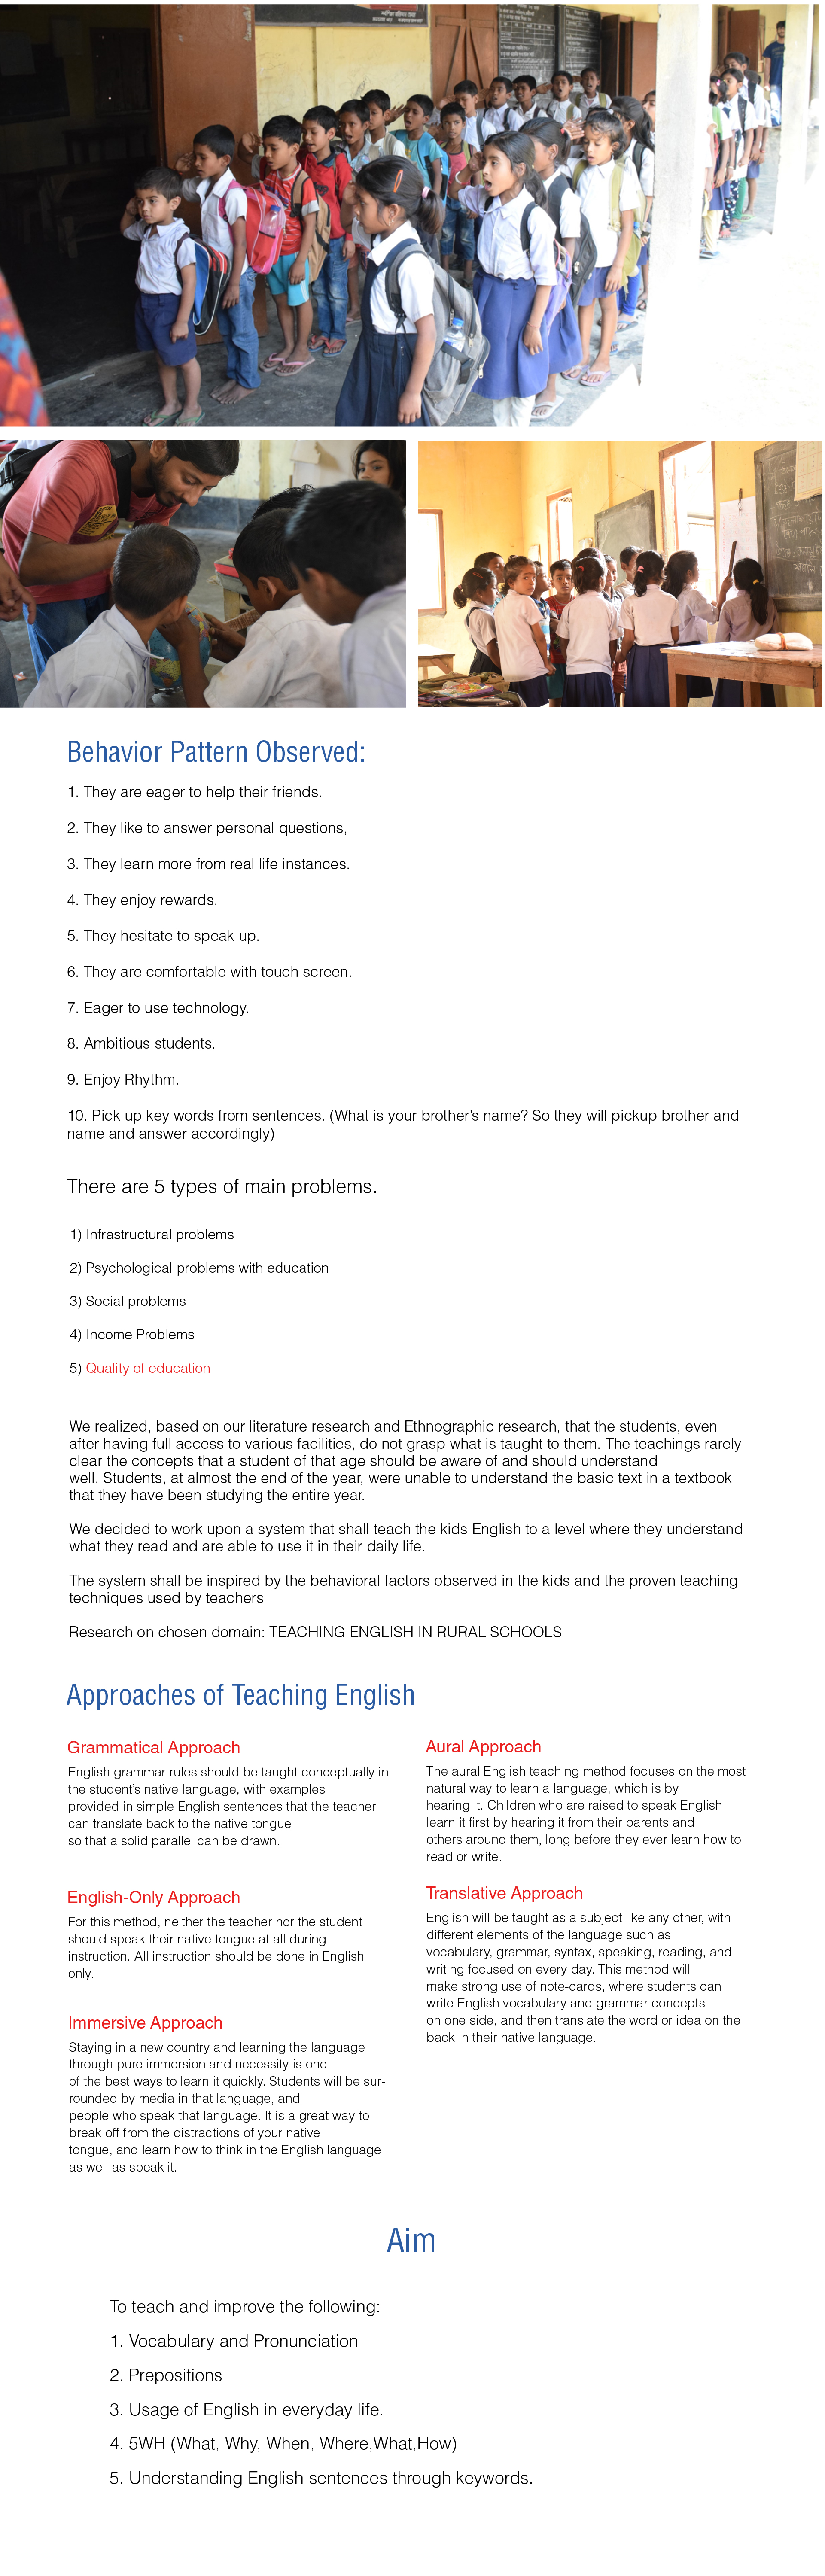 Behavior Pattern Observed:
1. They are eager to help their friends.
2. They like to answer personal questions,
3. They learn more from real life instances.
4. They enjoy rewards.
5. They hesitate to speak up.
6. They are comfortable with touch screen.
7. Eager to use technology.
8. Ambitious students.
9. Enjoy Rhythm.
10. Pick up key words from sentences. (What is your brother's name? So they will pickup brother and
name and answer accordingly)
There are 5 types of main problems.
1) Infrastructural problems
2) Psychological problems with education
3) Social problems
4) Income Problems
5) Quality of education
We realized, based on our literature research and Ethnographic research, that the students, even
after having full access to various facilities, do not grasp what is taught to them. The teachings rarely
clear the concepts that a student of that age should be aware of and should understand
well. Students, at almost the end of the year, were unable to understand the basic text in a textbook
that they have been studying the entire year.
We decided to work upon a system that shall teach the kids English to a level where they understand
what they read and are able to use it in their daily life.
The system shall be inspired by the behavioral factors observed in the kids and the proven teaching
techniques used by teachers
Research on chosen domain: TEACHING ENGLISH IN RURAL SCHOOLS
Approaches of Teaching English
Grammatical Approach
English grammar rules should be taught conceptually in
the student's native language, with examples
provided in simple English sentences that the teacher
can translate back to the native tongue
so that a solid parallel can be drawn.
English-Only Approach
For this method, neither the teacher nor the student
should speak their native tongue at all during
instruction. All instruction should be done in English
only.
Immersive Approach
Staying in a new country and learning the language
through pure immersion and necessity is one
of the best ways to learn it quickly. Students will be sur-
rounded by media in that language, and
people who speak that language. It is a great way to
break off from the distractions of your native
tongue, and learn how to think in the English language
as well as speak it.
Aural Approach
The aural English teaching method focuses on the most
natural way to learn a language, which is by
hearing it. Children who are raised to speak English
learn it first by hearing it from their parents and
others around them, long before they ever learn how to
read or write.
Translative Approach
English will be taught as a subject like any other, with
different elements of the language such as
vocabulary, grammar, syntax, speaking, reading, and
writing focused on every day. This method will
make strong use of note-cards, where students can
write English vocabulary and grammar concepts
on one side, and then translate the word or idea on the
back in their native language.
Aim
To teach and improve the following:
1. Vocabulary and Pronunciation
2. Prepositions
3. Usage of English in everyday life.
4. 5WH (What, Why, When, Where,What,How)
5. Understanding English sentences through keywords.